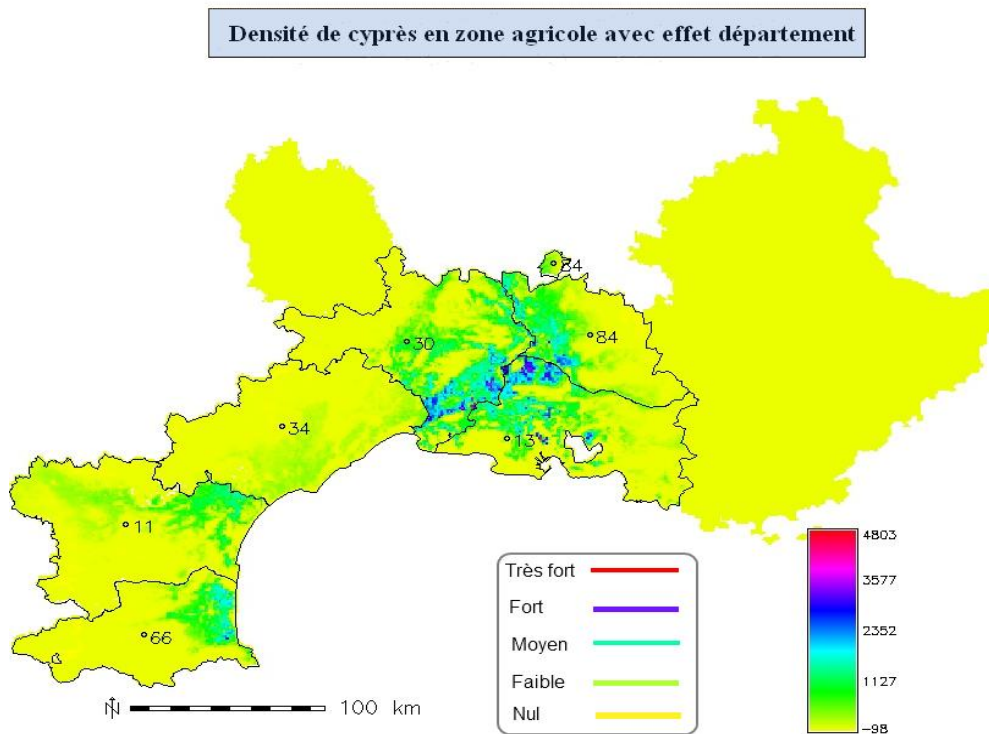 Densité de cyprès en zone agricole avec effet département
84
84
30
34
13
11
66
Très fort
Fort
Moyen
Faible
Nul
4803
3577
2352
1127
-98
N
100 km